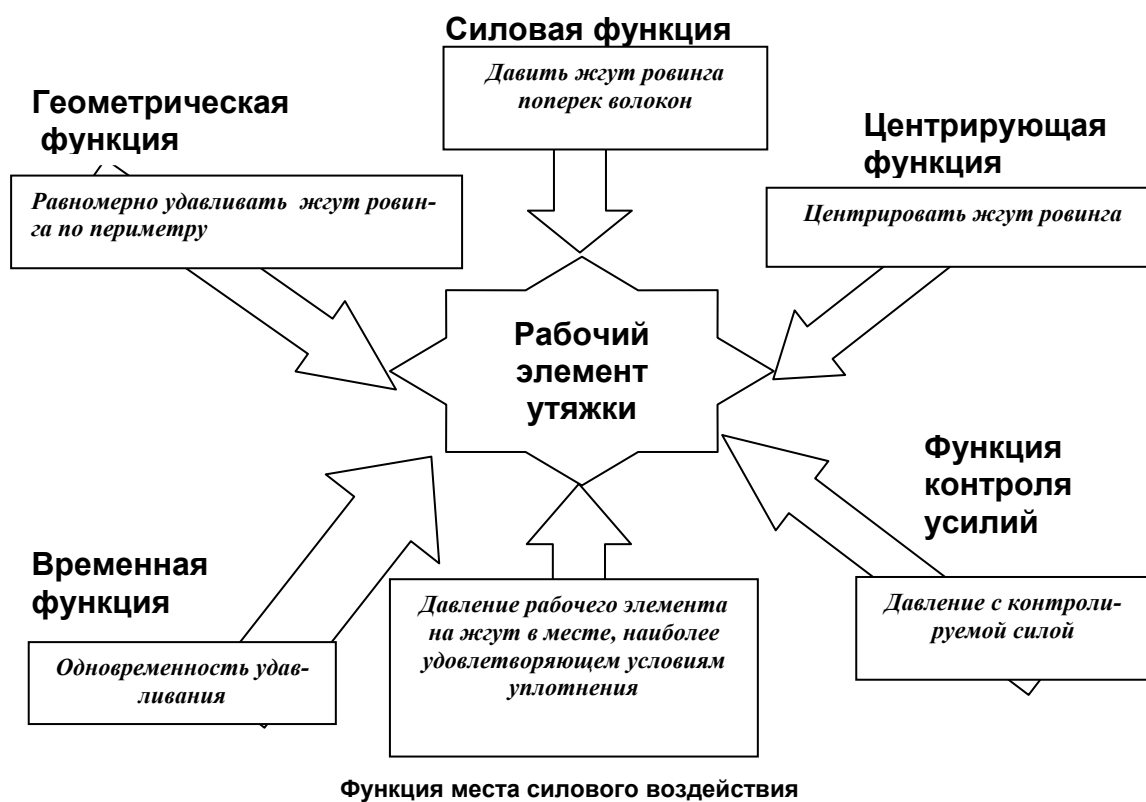 Силовая функция
Давить жгут ровинга
поперек волокон
Геометрическая
функция
Равномерно удавливать жгут ровин-
га по периметру
Центрирующая
функция
Центрировать жгут ровинга
Рабочий
элемент
утяжки
Функция
контроля
усилий
Давление с контроли-
руемой силой
Временная
функция
Одновременность удав-
ливания
Давление рабочего элемента
на жгут в месте, наиболее
удовлетворяющем условиям
уплотнения
Функция места силового воздействия